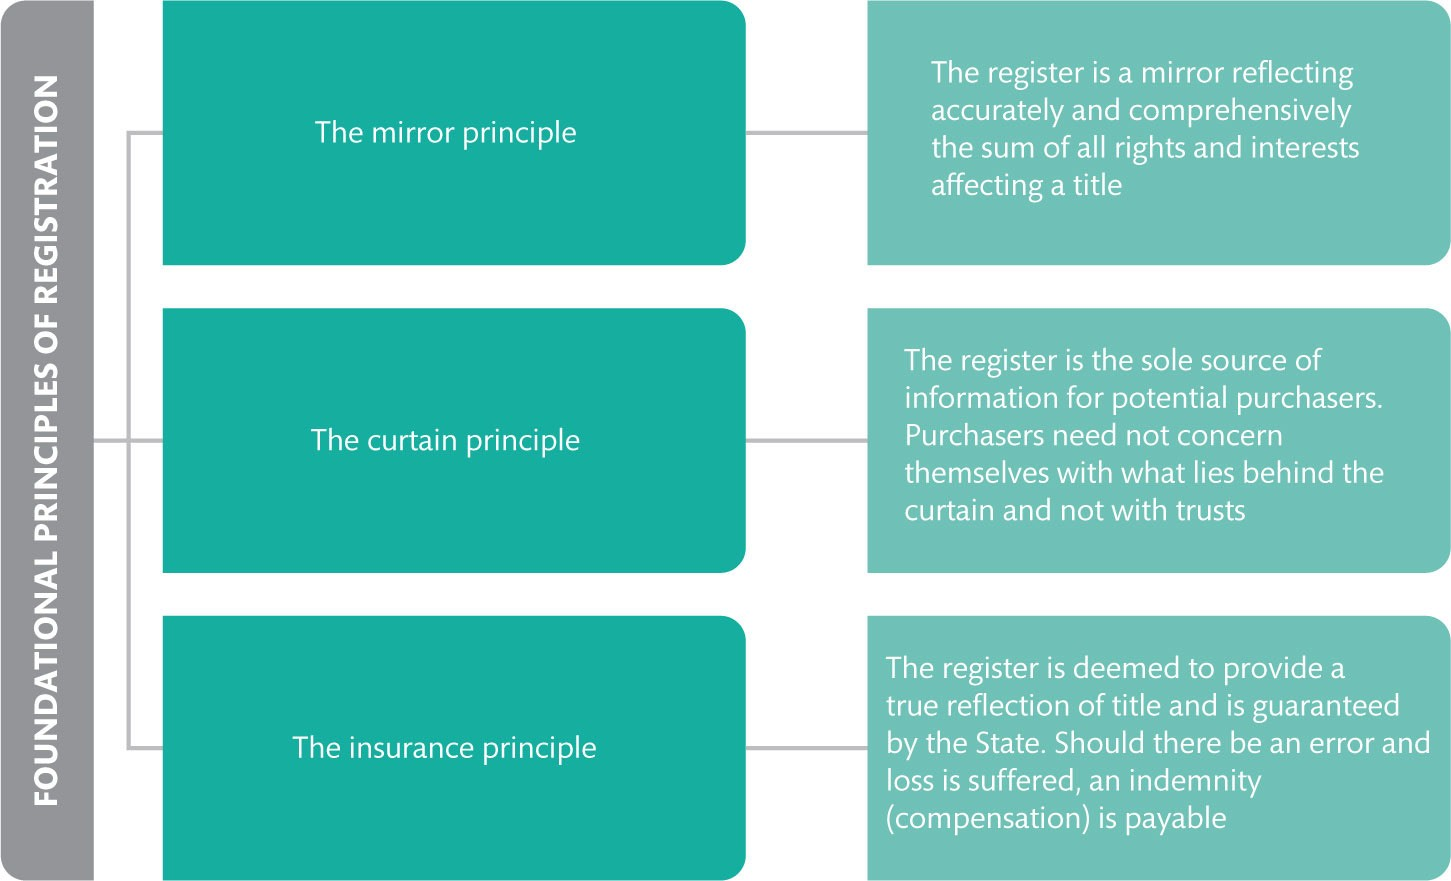 FOUNDATIONAL PRINCIPLES OF REGISTRATION
The mirror principle
The register is a mirror reflecting
accurately and comprehensively
the sum of all rights and interests
affecting a title
The curtain principle
The register is the sole source of
information for potential purchasers.
Purchasers need not concern
themselves with what lies behind the
curtain and not with trusts
The insurance principle
The register is deemed to provide a
true reflection of title and is guaranteed
by the State. Should there be an error and
loss is suffered, an indemnity
(compensation) is payable